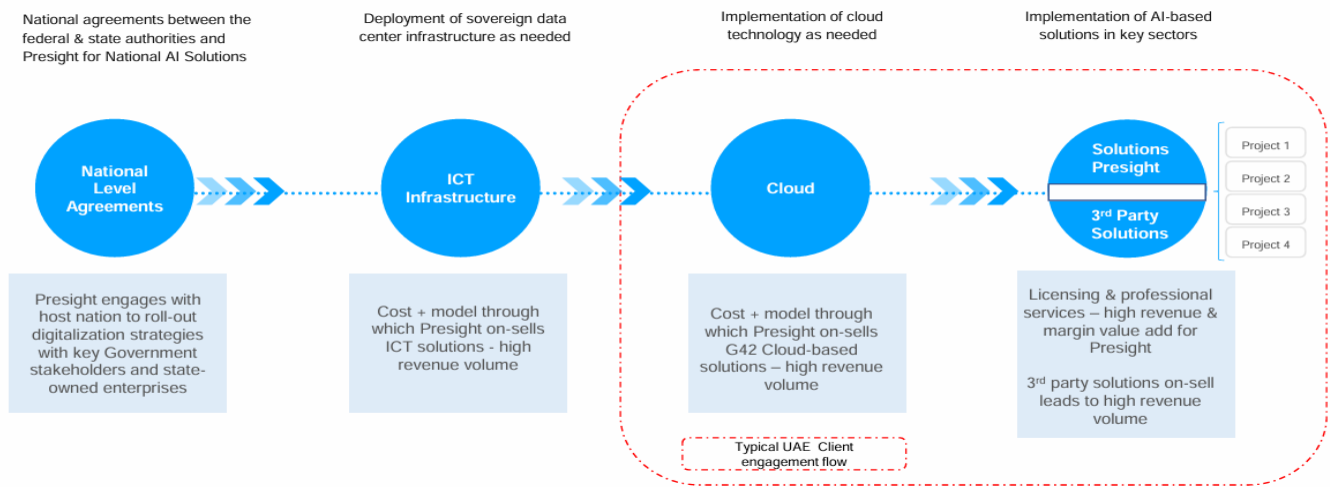 National agreements between the
federal & state authorities and
Presight for National AI Solutions
Deployment of sovereign data
center infrastructure as needed
Implementation of cloud
technology as needed
Implementation of AI-based
solutions in key sectors
National
Level
Agreements
ICT
Infrastructure
Cloud
Solutions
Presight
3rd Party
Solutions
Project 1
Project 2
Project 3
Project 4
Presight engages with
host nation to roll-out
digitalization strategies
with key Government
stakeholders and state-
owned enterprises
Cost + model through
which Presight on-sells
ICT solutions - high
revenue volume
Cost + model through
which Presight on-sells
G42 Cloud-based
solutions – high revenue
volume
Licensing & professional
services – high revenue &
margin value add for
Presight
3rd party solutions on-sell
leads to high revenue
volume
Typical UAE Client
engagement flow